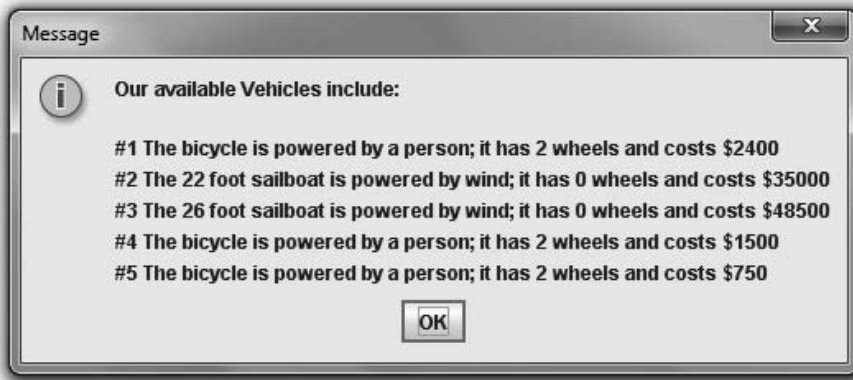 Message
X
i
Our available Vehicles include:
#1 The bicycle is powered by a person; it has 2 wheels and costs $2400
#2 The 22 foot sailboat is powered by wind; it has 0 wheels and costs $35000
#3 The 26 foot sailboat is powered by wind; it has 0 wheels and costs $48500
#4 The bicycle is powered by a person; it has 2 wheels and costs $1500
#5 The bicycle is powered by a person; it has 2 wheels and costs $750
OK